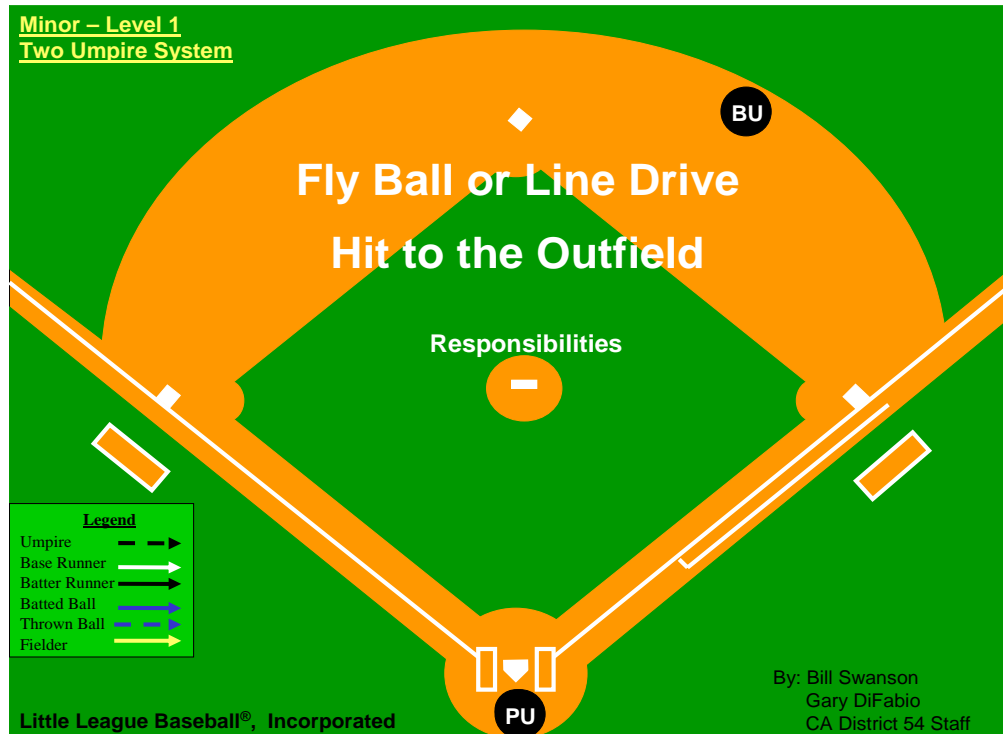 Minor – Level 1
Two Umpire System
BU
Fly Ball or Line Drive
Hit to the Outfield
Responsibilities
Legend
Umpire
Base Runner
Batter Runner
Batted Ball
Thrown Ball
Fielder
PU
Little League Baseball®, Incorporated
By: Bill Swanson
Gary DiFabio
CA District 54 Staff